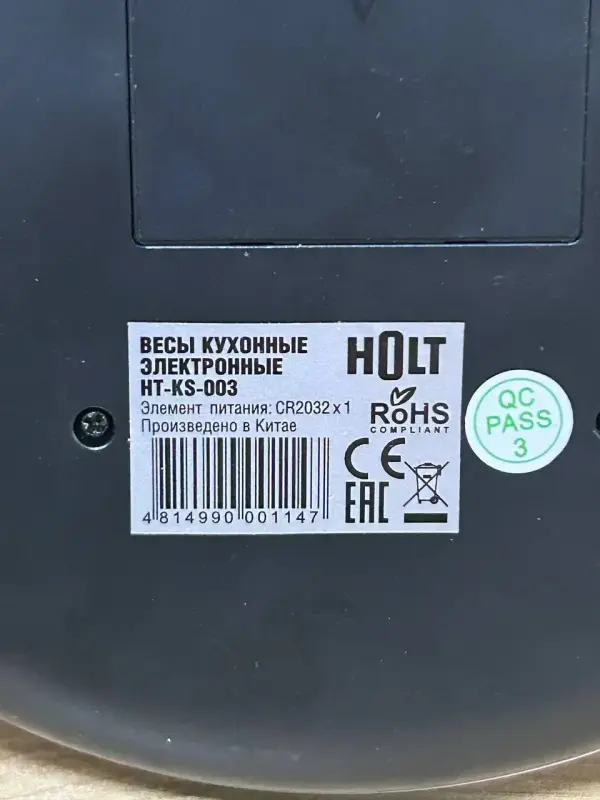 ВЕСЫ КУХОННЫЕ
ЭЛЕКТРОННЫЕ
HT-KS-003
Элемент питания: CR2032 x 1
Произведено в Китае
4 814990 001147
HOLT
RoHS
COMPLIANT
CE
EAC
QC
PASS
3